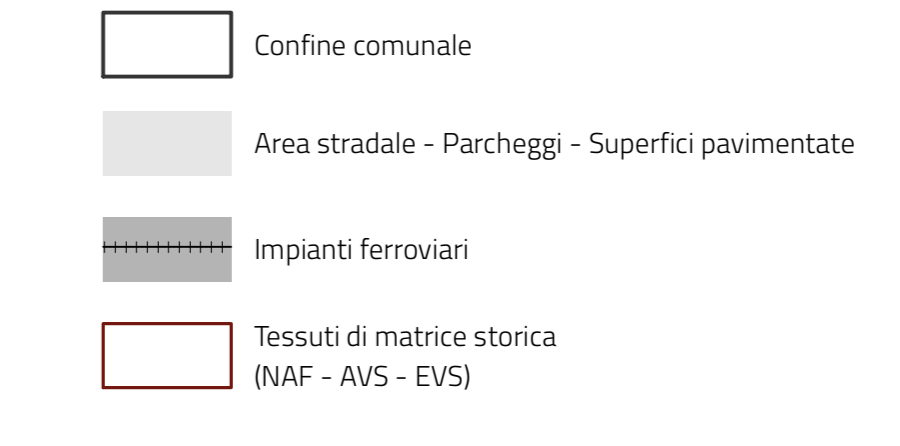 Confine comunale
Area stradale - Parcheggi - Superfici pavimentate
Impianti ferroviari
Tessuti di matrice storica
(NAF - AVS - EVS)